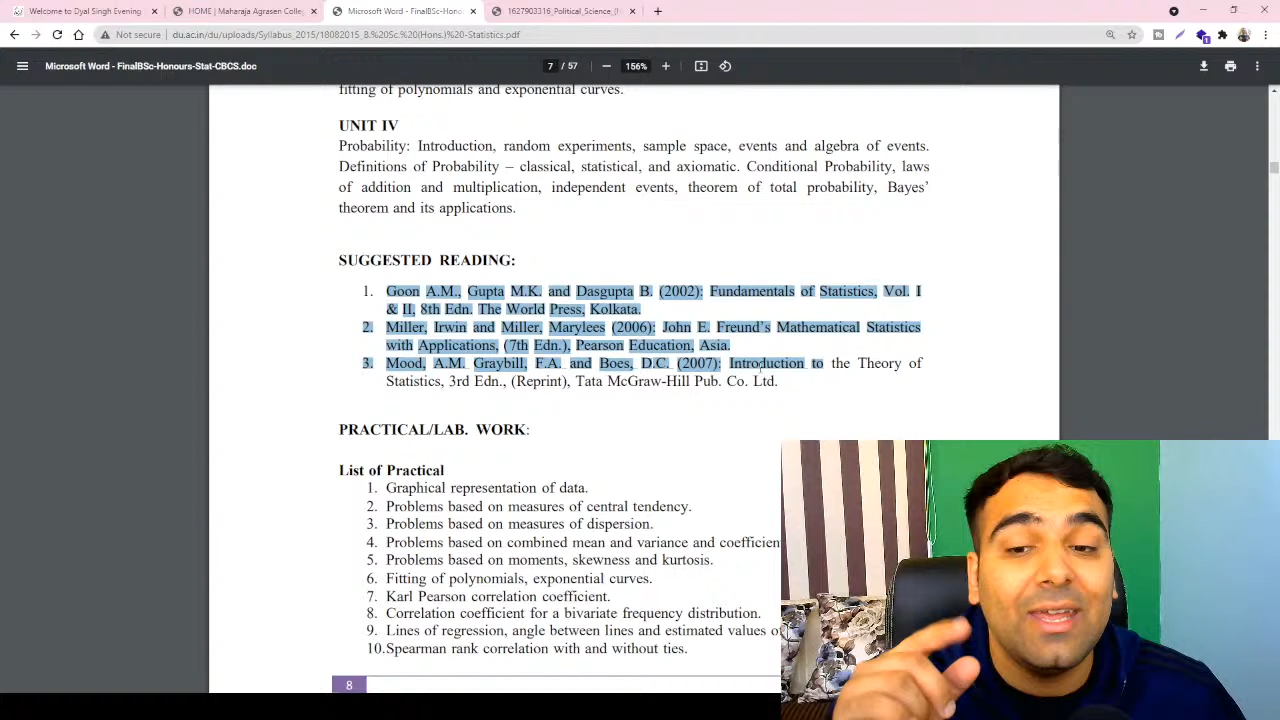 Welcome to Dyal Singh Evening
HOME | Maharaja Agrasen Colle
Microsoft Word - FinalBSc-Hono
1627903316_Political_Science_(
Not secure | du.ac.in/du/uploads/Syllabus_2015/18082015_B.%20Sc.(Hons.)%20-Statistics.pdf
Microsoft Word - FinalBSc-Honours-Stat-CBCS.doc
7 / 57
156%
fitting of polynomials and exponential curves.
UNIT IV
Probability: Introduction, random experiments, sample space, events and algebra of events.
Definitions of Probability – classical, statistical, and axiomatic. Conditional Probability, laws
of addition and multiplication, independent events, theorem of total probability, Bayes’
theorem and its applications.
SUGGESTED READING:
1. Goon A.M., Gupta M.K. and Dasgupta B. (2002): Fundamentals of Statistics, Vol. I
& II, 8th Edn. The World Press, Kolkata.
2. Miller, Irwin and Miller, Marylees (2006): John E. Freund’s Mathematical Statistics
with Applications, (7th Edn.), Pearson Education, Asia.
3. Mood, A.M. Graybill, F.A. and Boes, D.C. (2007): Introduction to the Theory of
Statistics, 3rd Edn., (Reprint), Tata McGraw-Hill Pub. Co. Ltd.
PRACTICAL/LAB. WORK:
List of Practical
1. Graphical representation of data.
2. Problems based on measures of central tendency.
3. Problems based on measures of dispersion.
4. Problems based on combined mean and variance and coefficien
5. Problems based on moments, skewness and kurtosis.
6. Fitting of polynomials, exponential curves.
7. Karl Pearson correlation coefficient.
8. Correlation coefficient for a bivariate frequency distribution.
9. Lines of regression, angle between lines and estimated values o
10.Spearman rank correlation with and without ties.
8